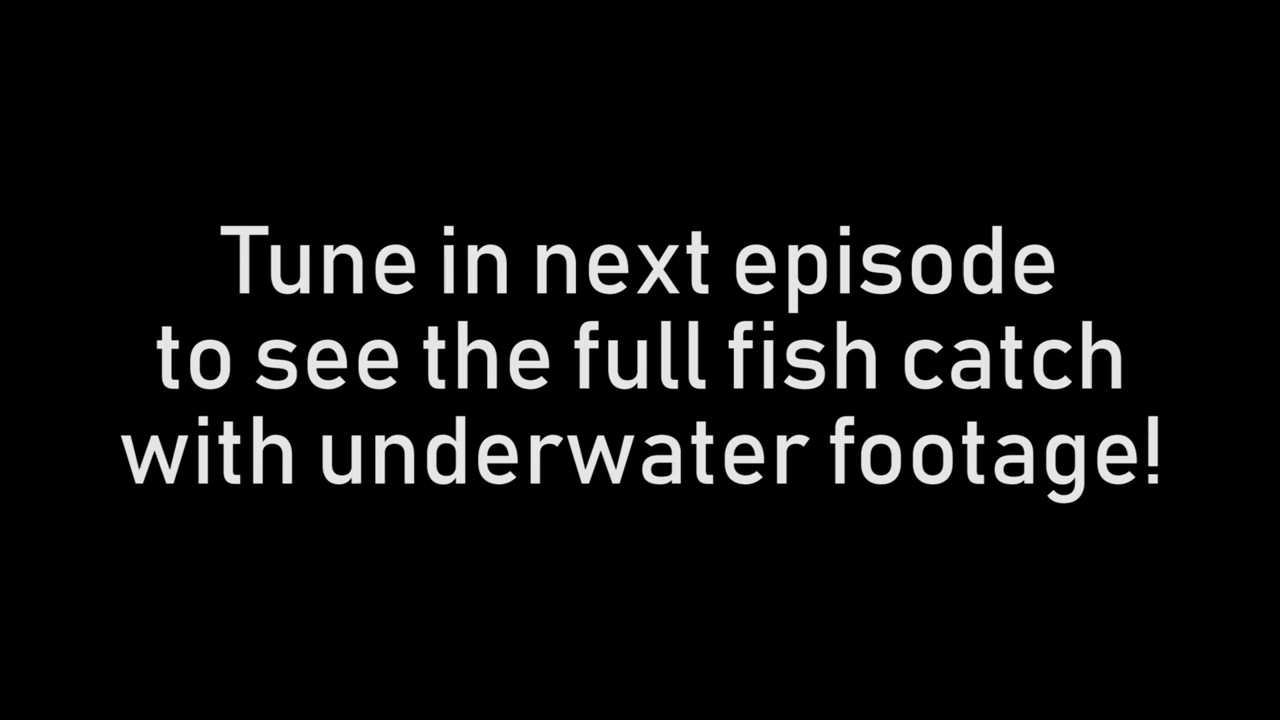 Tune in next episode
to see the full fish catch
with underwater footage!